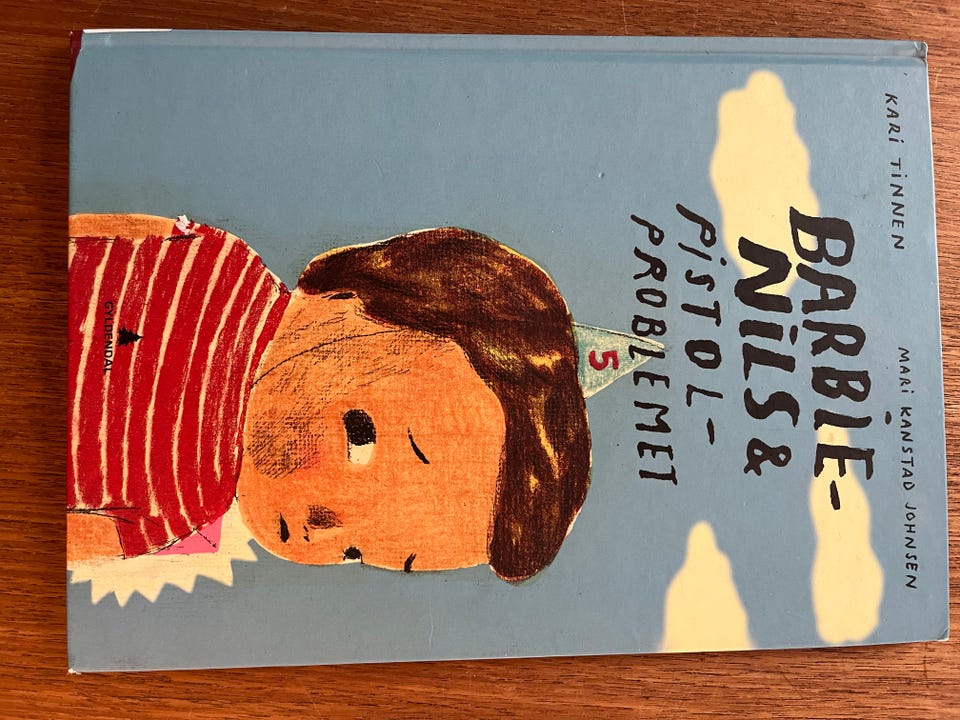 KARI TINNEN
MARI KANSTAD JOHNSEN
BARBIE-
NILS &
PISTOL-
PROBLEMET
5
GYLDENDAL